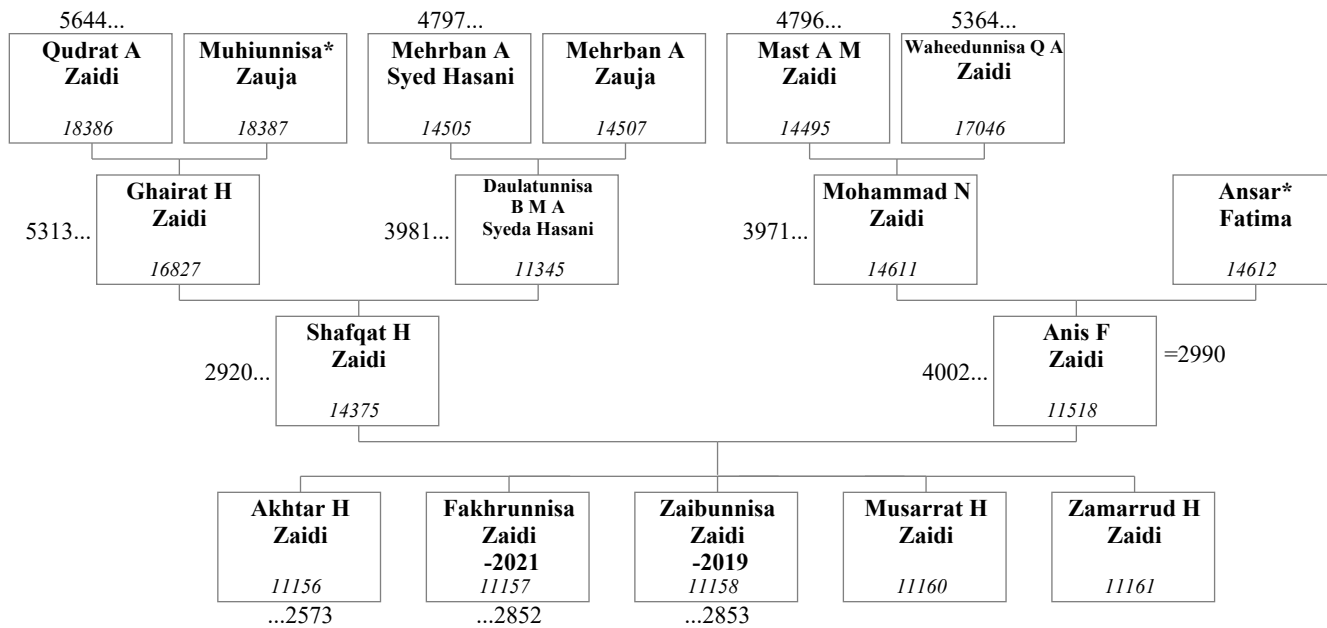 5644...
4797...
4796...
5364...
Qudrat A
Zaidi
18386
Muhiunnisa*
Zauja
18387
Mehrban A
Syed Hasani
14505
Mehrban A
Zauja
14507
Mast A M
Zaidi
14495
Waheedunnisa Q A
Zaidi
17046
5313...
Ghairat H
Zaidi
16827
3981...
Daulatunnisa
B M A
Syeda Hasani
11345
3971...
Mohammad N
Zaidi
14611
Ansar*
Fatima
14612
2920...
Shafqat H
Zaidi
14375
4002...
Anis F
Zaidi
11518
=2990
Akhtar H
Zaidi
11156
...2573
Fakhrunnisa
Zaidi
-2021
11157
...2852
Zaibunnisa
Zaidi
-2019
11158
...2853
Musarrat H
Zaidi
11160
Zamarrud H
Zaidi
11161